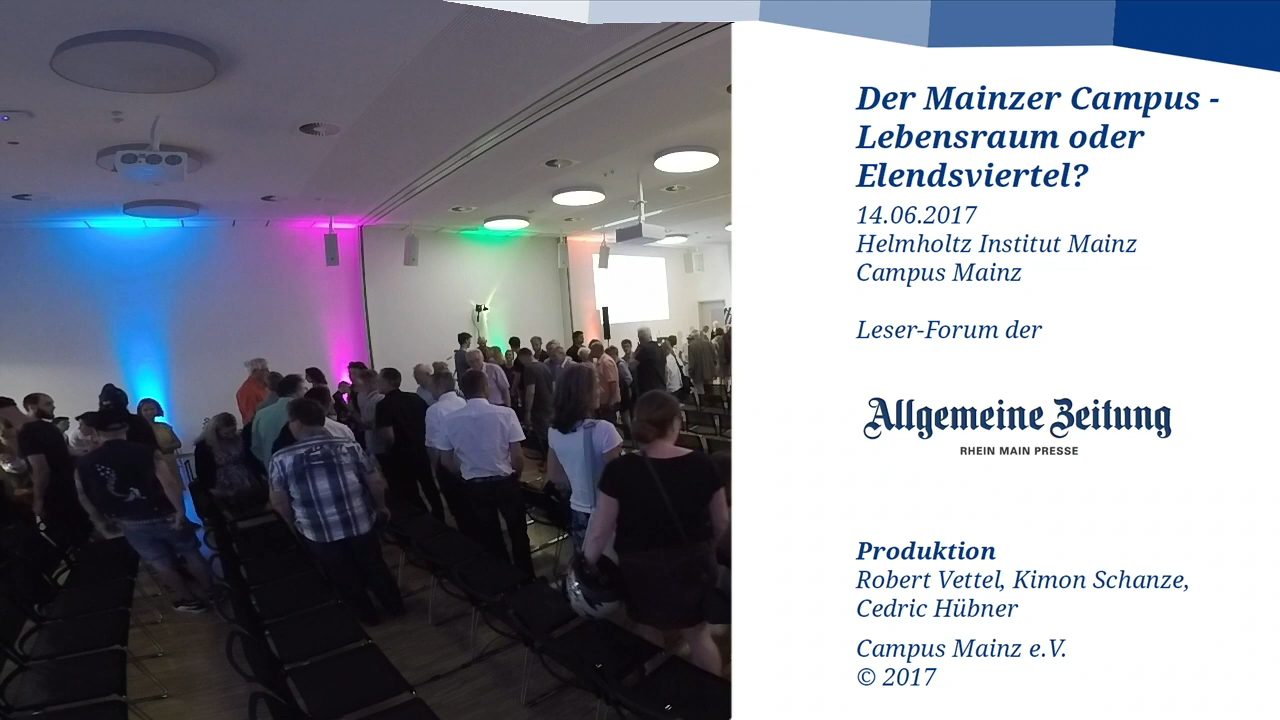 Der Mainzer Campus -
Lebensraum oder
Elendsviertel?
14.06.2017
Helmholtz Institut Mainz
Campus Mainz
Leser-Forum der
Allgemeine Zeitung
RHEIN MAIN PRESSE
Produktion
Robert Vettel, Kimon Schanze,
Cedric Hübner
Campus Mainz e.V.
© 2017